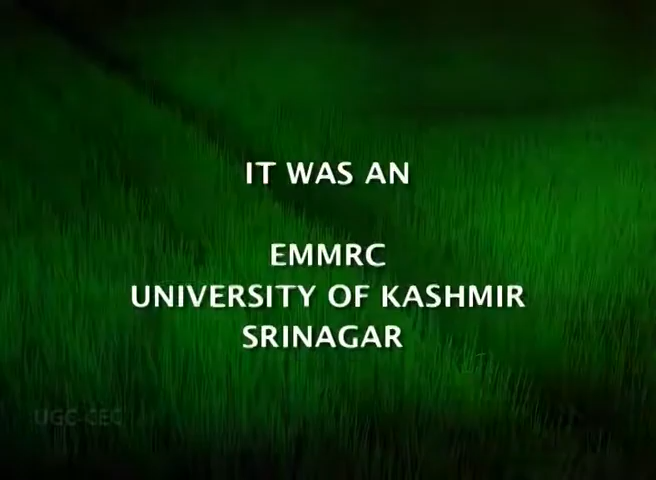 IT WAS AN
EMMRC
UNIVERSITY OF KASHMIR
SRINAGAR
UGC-CEC